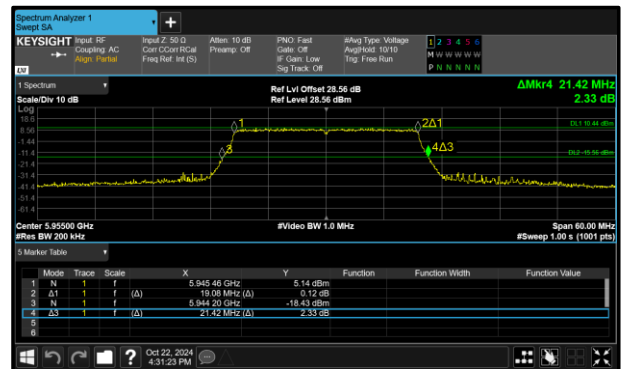 Spectrum Analyzer 1
Swept SA
+
KEYSIGHT Input: RF Input Z: 50 Ω Atten: 10 dB PNO: Fast #Avg Type: Voltage 1 2 3 4 5 6
Coupling: AC Corr CCorr RCal Preamp: Off Gate: Off Avg|Hold: 10/10 M W W W W W
Align: Partial Freq Ref: Int (S) IF Gain: Low Trig: Free Run
Sig Track: Off P N N N N N
LXI
1 Spectrum Ref Lvl Offset 28.56 dB ΔMkr4 21.42 MHz
Scale/Div 10 dB Ref Level 28.56 dBm 2.33 dB
Log
18.6
8.56
-1.44
-11.4
-21.4
-31.4
-41.4
-51.4
-61.4
1
2Δ1
3
4Δ3
DL1 10.44 dBm
DL2 -15.56 dBm
Center 5.95500 GHz #Video BW 1.0 MHz Span 60.00 MHz
#Res BW 200 kHz #Sweep 1.00 s (1001 pts)
5 Marker Table
Mode Trace Scale X Y Function Function Width Function Value
1 N 1 f 5.945 46 GHz 5.14 dBm
2 Δ1 1 f (Δ) 19.08 MHz (Δ) 0.12 dB
3 N 1 f 5.944 20 GHz -18.43 dBm
4 Δ3 1 f (Δ) 21.42 MHz (Δ) 2.33 dB
5
6
? Oct 22, 2024
4:31:23 PM